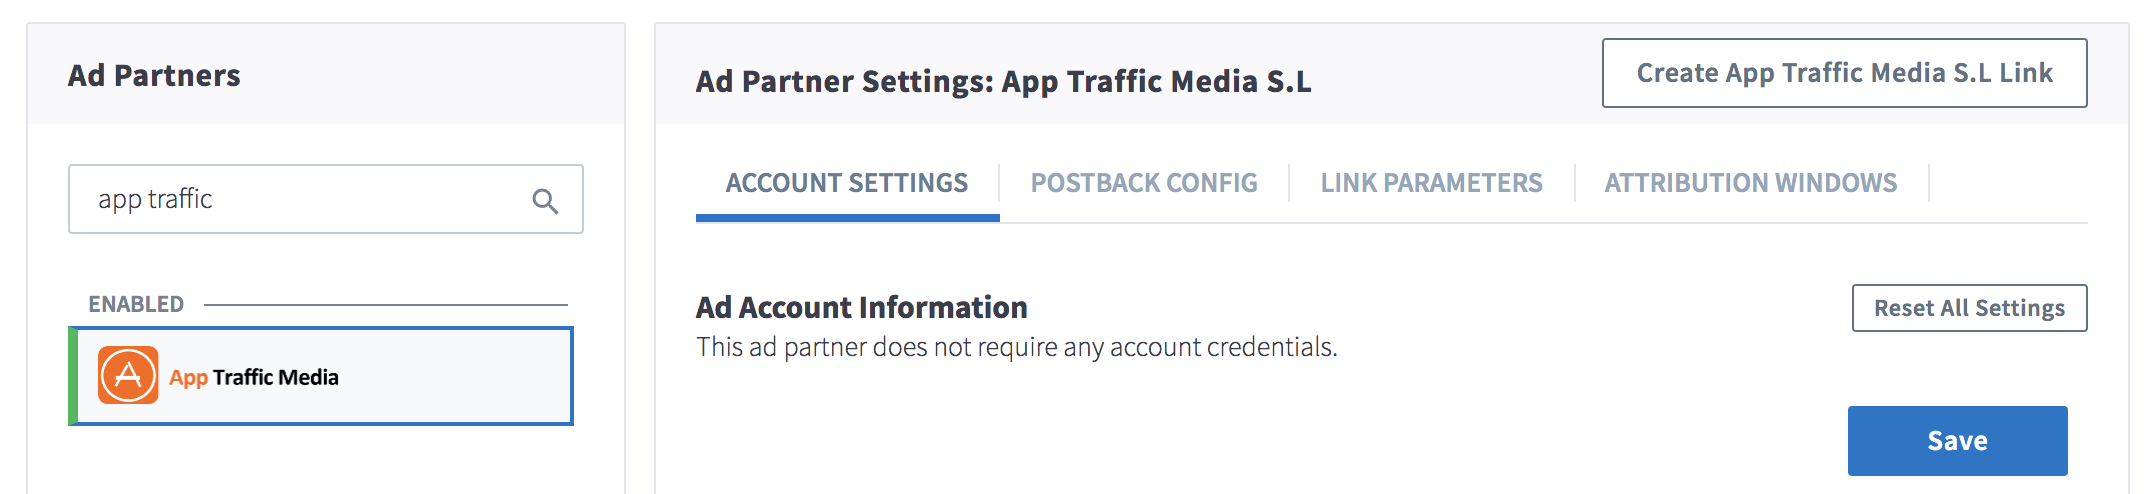 Ad Partners
app traffic
ENABLED
App Traffic Media
Ad Partner Settings: App Traffic Media S.L
Create App Traffic Media S.L Link
ACCOUNT SETTINGS
POSTBACK CONFIG
LINK PARAMETERS
ATTRIBUTION WINDOWS
Ad Account Information
Reset All Settings
This ad partner does not require any account credentials.
Save